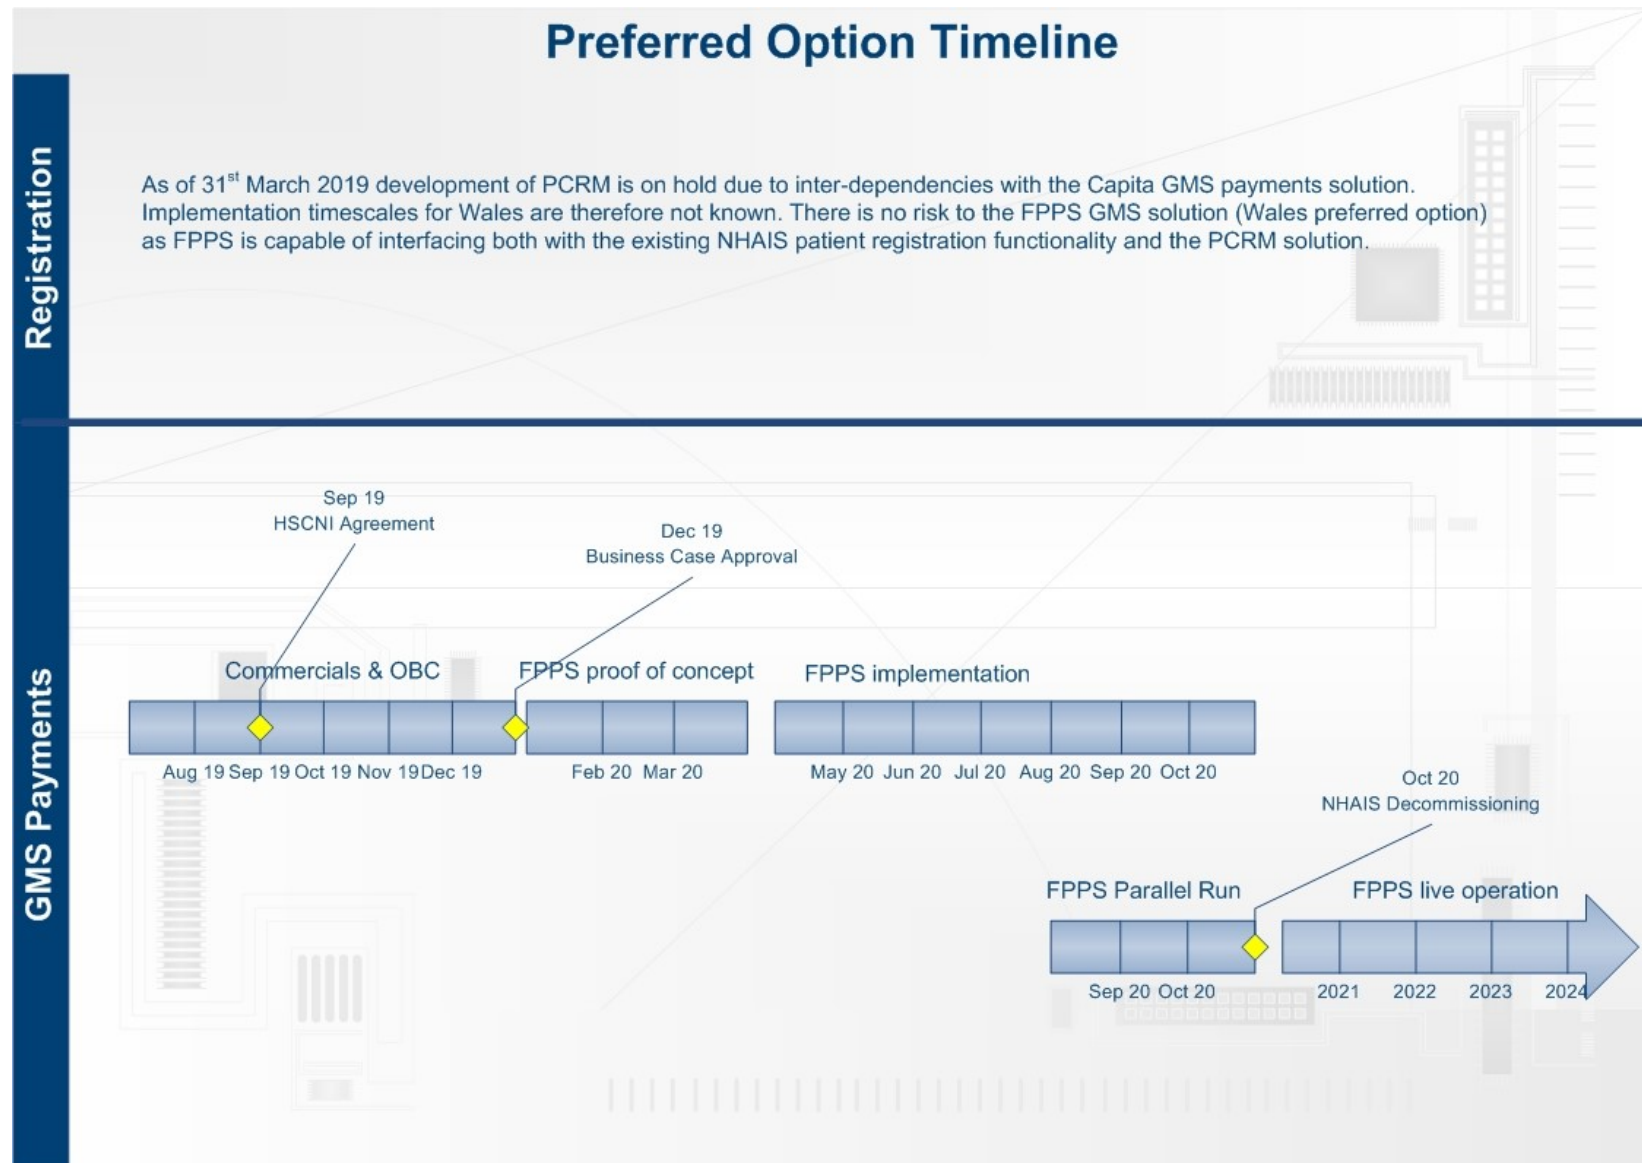 Preferred Option Timeline
Registration
As of 31st March 2019 development of PCRM is on hold due to inter-dependencies with the Capita GMS payments solution.
Implementation timescales for Wales are therefore not known. There is no risk to the FPPS GMS solution (Wales preferred option)
as FPPS is capable of interfacing both with the existing NHAIS patient registration functionality and the PCRM solution.
GMS Payments
Sep 19
HSCNI Agreement
Dec 19
Business Case Approval
Commercials & OBC
FPPS proof of concept
FPPS implementation
Aug 19 Sep 19 Oct 19 Nov 19 Dec 19
Feb 20 Mar 20
May 20 Jun 20 Jul 20 Aug 20 Sep 20 Oct 20
Oct 20
NHAIS Decommissioning
FPPS Parallel Run
FPPS live operation
Sep 20 Oct 20
2021 2022 2023 2024